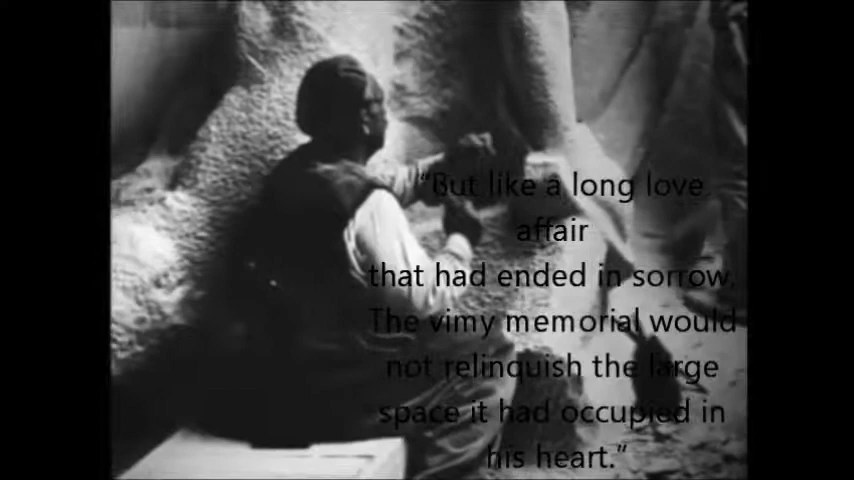 “But like a long love
affair
that had ended in sorrow.
The vimy memorial would
not relinquish the large
space it had occupied in
his heart.”